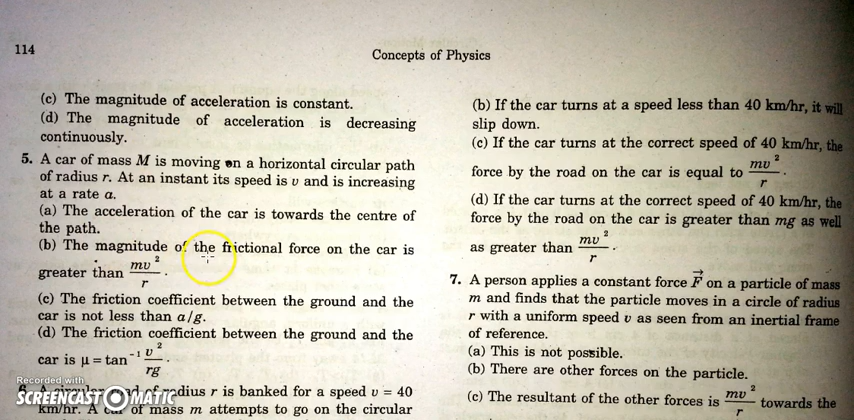 114
Concepts of Physics
(c) The magnitude of acceleration is constant.
(d) The magnitude of acceleration is decreasing
continuously.
5. A car of mass M is moving on a horizontal circular path
of radius r. At an instant its speed is v and is increasing
at a rate a.
(a) The acceleration of the car is towards the centre of
the path.
(b) The magnitude of the frictional force on the car is
greater than mv²/r.
(c) The friction coefficient between the ground and the
car is not less than a/g.
(d) The friction coefficient between the ground and the
car is μ = tan⁻¹ v²/rg
6. A circular road of radius r is banked for a speed v = 40
km/hr. A car of mass m attempts to go on the circular
(b) If the car turns at a speed less than 40 km/hr, it will
slip down.
(c) If the car turns at the correct speed of 40 km/hr, the
force by the road on the car is equal to mv²/r.
(d) If the car turns at the correct speed of 40 km/hr, the
force by the road on the car is greater than mg as well
as greater than mv²/r.
7. A person applies a constant force F⃗ on a particle of mass
m and finds that the particle moves in a circle of radius
r with a uniform speed v as seen from an inertial frame
of reference.
(a) This is not possible.
(b) There are other forces on the particle.
(c) The resultant of the other forces is mv²/r towards the
Recorded with
SCREENCAST-O-MATIC